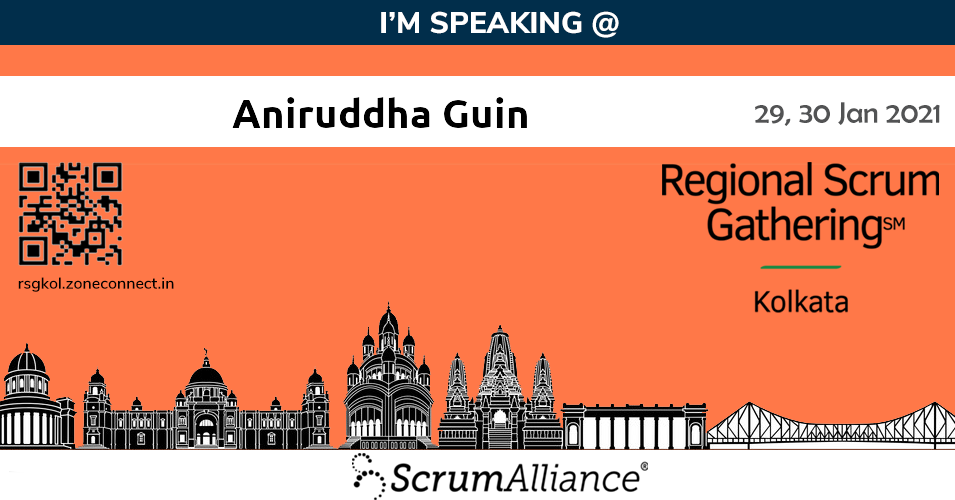 I'M SPEAKING @
Aniruddha Guin
29, 30 Jan 2021
Regional Scrum
Gathering℠
Kolkata
rsgkol.zoneconnect.in
ScrumAlliance®